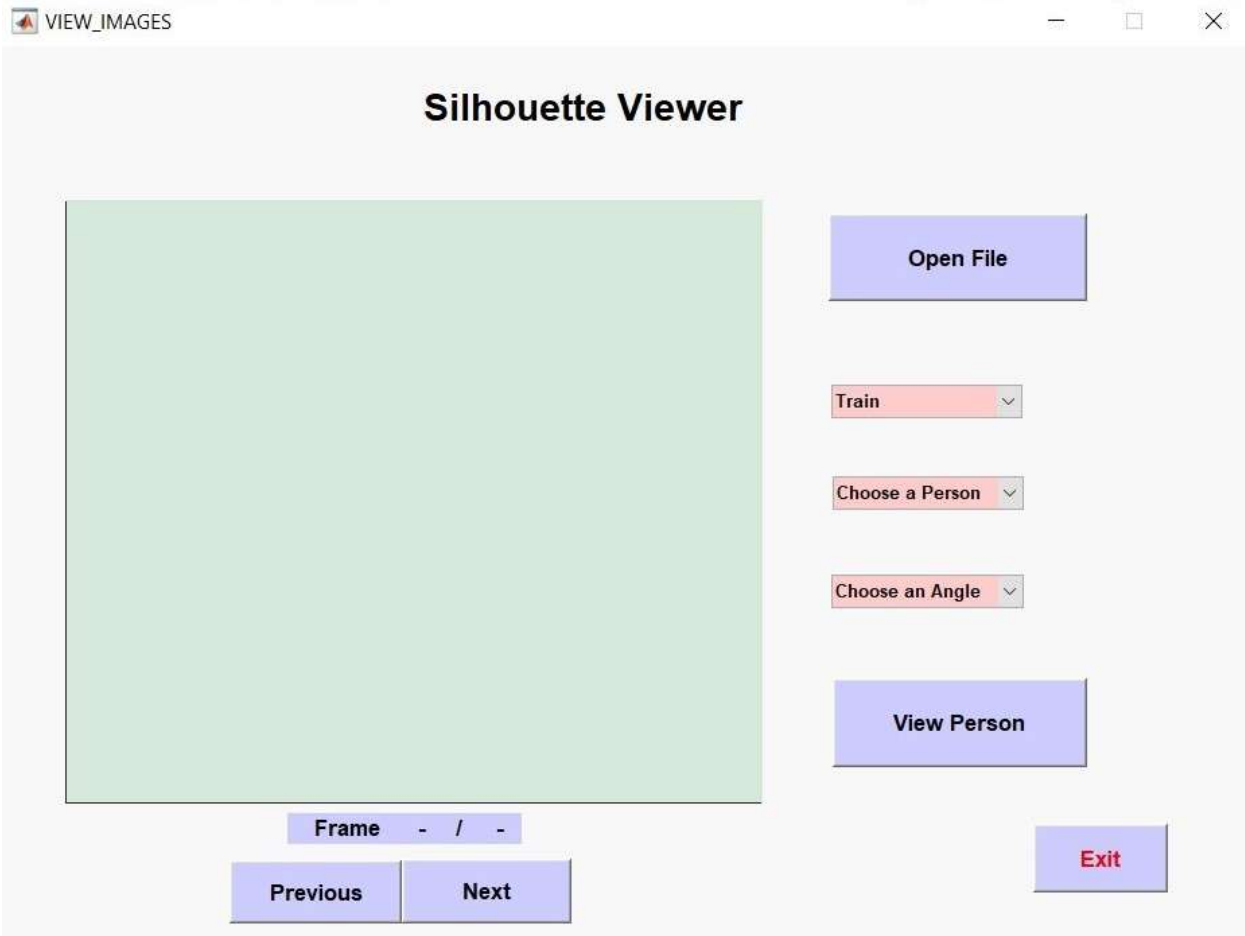 VIEW_IMAGES
Silhouette Viewer
Open File
Train
Choose a Person
Choose an Angle
View Person
Frame - / -
Previous
Next
Exit